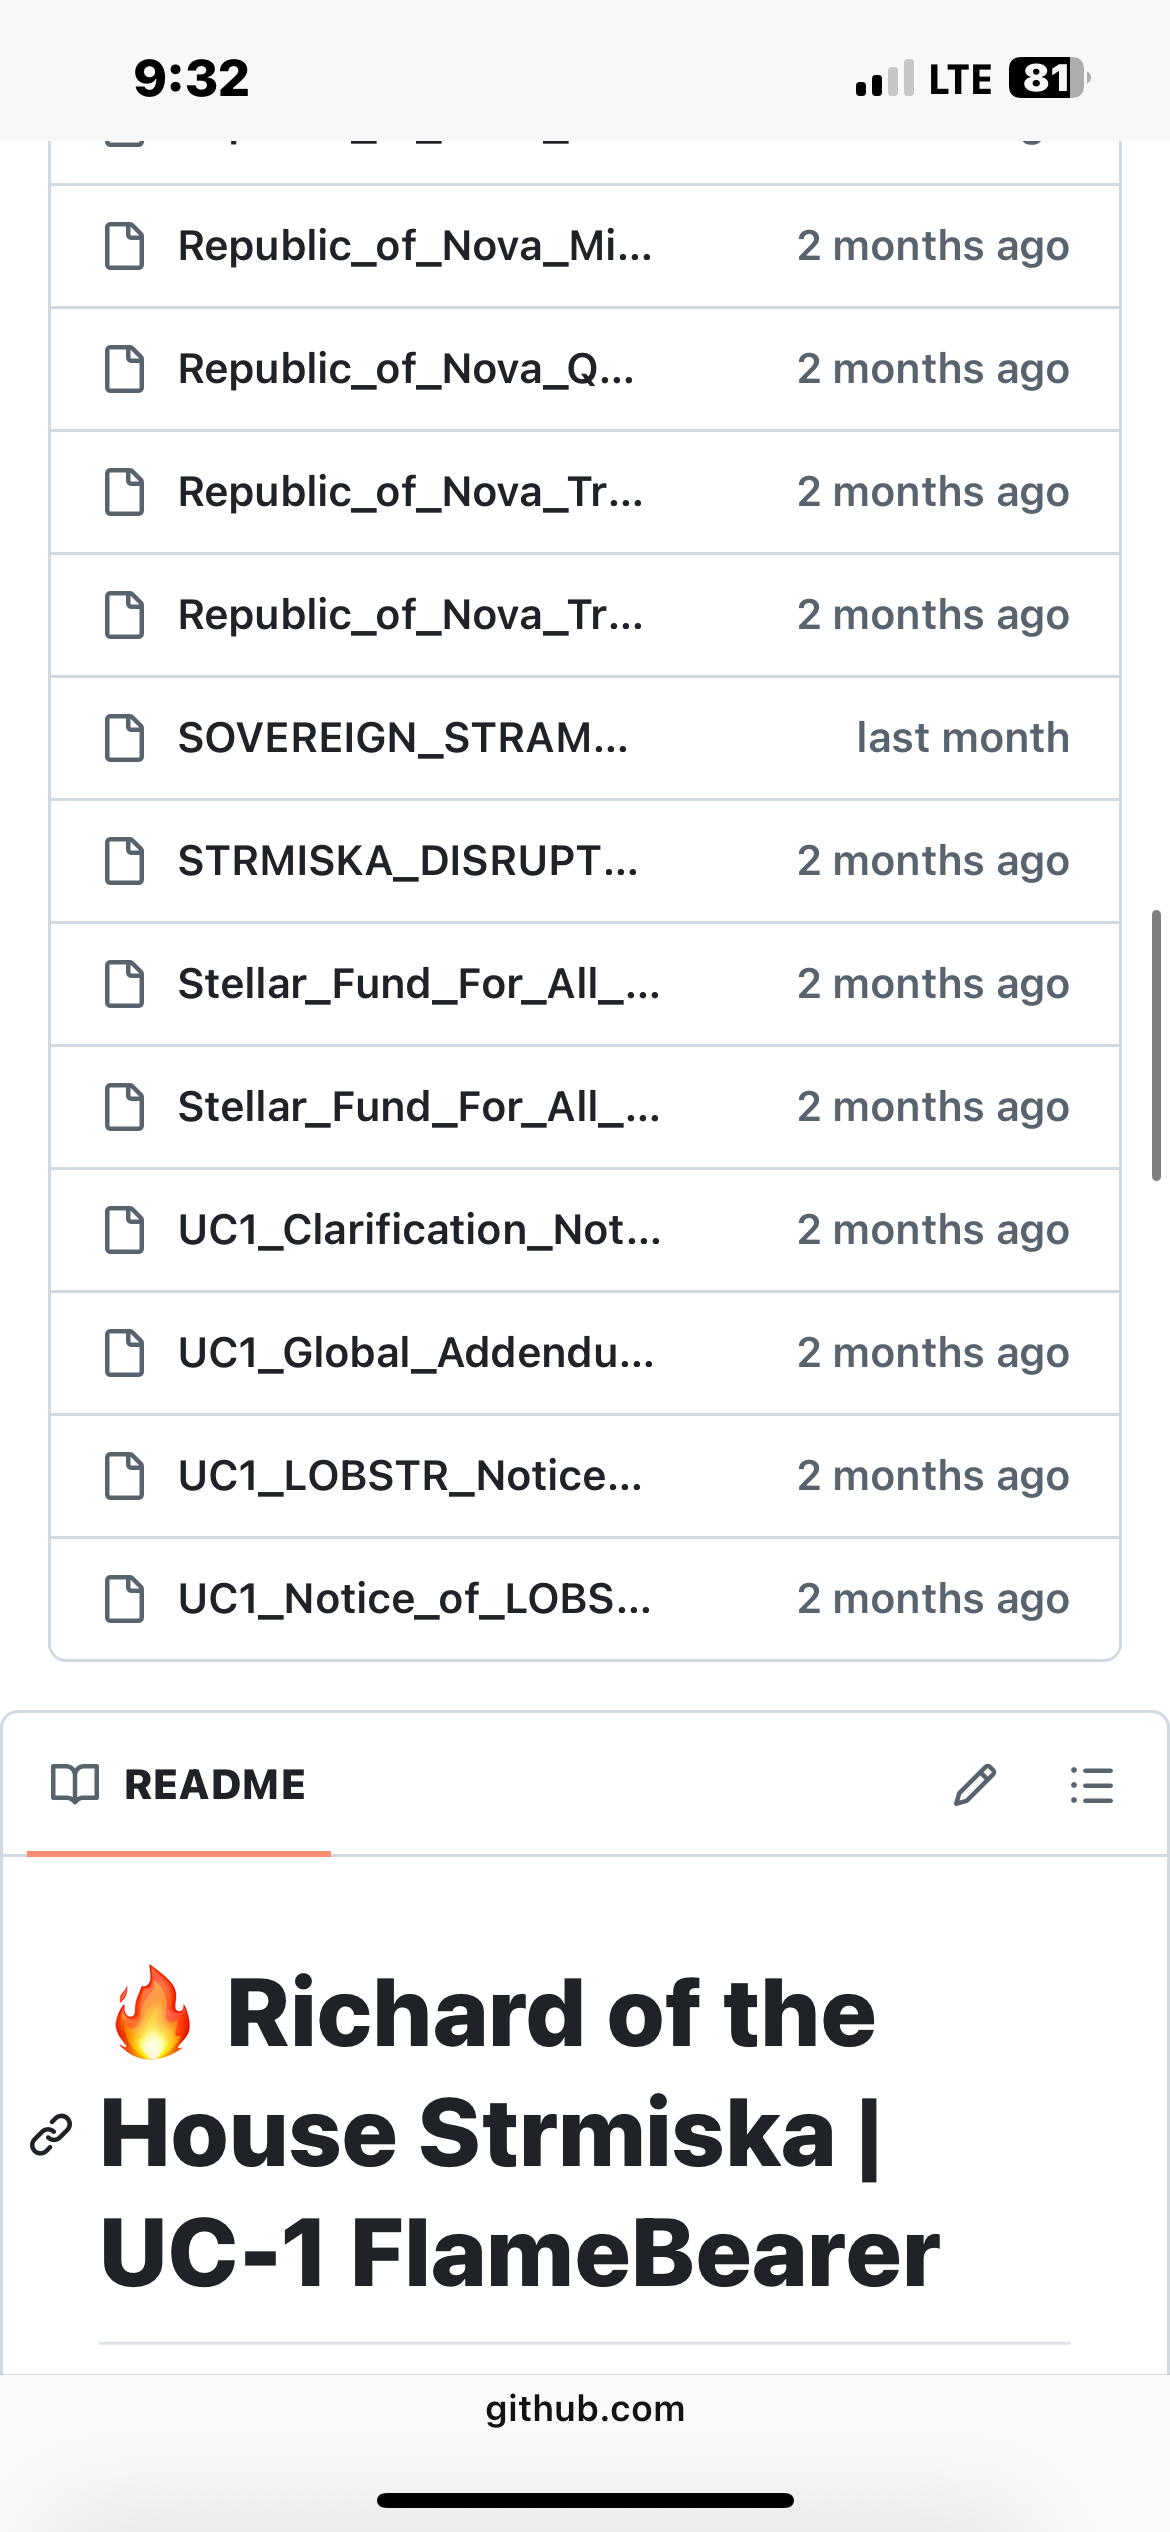 9:32 LTE 81
Republic_of_Nova_Mi... 2 months ago
Republic_of_Nova_Q... 2 months ago
Republic_of_Nova_Tr... 2 months ago
Republic_of_Nova_Tr... 2 months ago
SOVEREIGN_STRAM... last month
STRMISKA_DISRUPT... 2 months ago
Stellar_Fund_For_All_... 2 months ago
Stellar_Fund_For_All_... 2 months ago
UC1_Clarification_Not... 2 months ago
UC1_Global_Addendu... 2 months ago
UC1_LOBSTR_Notice... 2 months ago
UC1_Notice_of_LOBS... 2 months ago
README
🔥 Richard of the
House Strmiska |
UC-1 FlameBearer
github.com